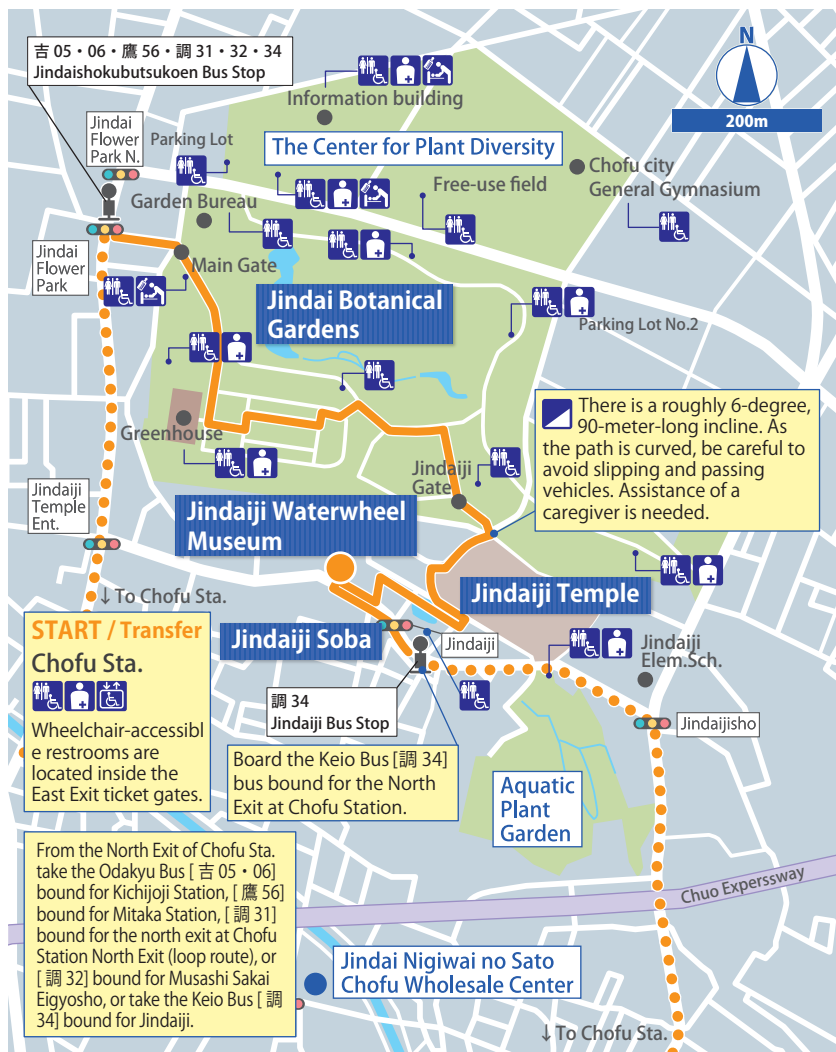 吉 05・06・鷹 56・調 31・32・34
Jindaishokubutsukoen Bus Stop
N
200m
Information building
Jindai
Flower
Park N.
Parking Lot
The Center for Plant Diversity
Chofu city
General Gymnasium
Free-use field
Garden Bureau
Jindai
Flower
Park
Main Gate
Jindai Botanical
Gardens
Parking Lot No.2
There is a roughly 6-degree,
90-meter-long incline. As
the path is curved, be careful to
avoid slipping and passing
vehicles. Assistance of a
caregiver is needed.
Greenhouse
Jindaiji
Gate
Jindaiji
Temple
Ent.
Jindaiji Waterwheel
Museum
↓ To Chofu Sta.
Jindaiji Temple
START / Transfer
Chofu Sta.
Wheelchair-accessibl
e restrooms are
located inside the
East Exit ticket gates.
Jindaiji Soba
Jindaiji
Jindaiji
Elem.Sch.
調 34
Jindaiji Bus Stop
Jindaijisho
Board the Keio Bus [調 34]
bus bound for the North
Exit at Chofu Station.
Aquatic
Plant
Garden
From the North Exit of Chofu Sta.
take the Odakyu Bus [ 吉 05・06]
bound for Kichijoji Station, [ 鷹 56]
bound for Mitaka Station, [ 調 31]
bound for the north exit at Chofu
Station North Exit (loop route), or
[ 調 32] bound for Musashi Sakai
Eigyosho, or take the Keio Bus [ 調
34] bound for Jindaiji.
Chuo Experssway
Jindai Nigiwai no Sato
Chofu Wholesale Center
↓ To Chofu Sta.